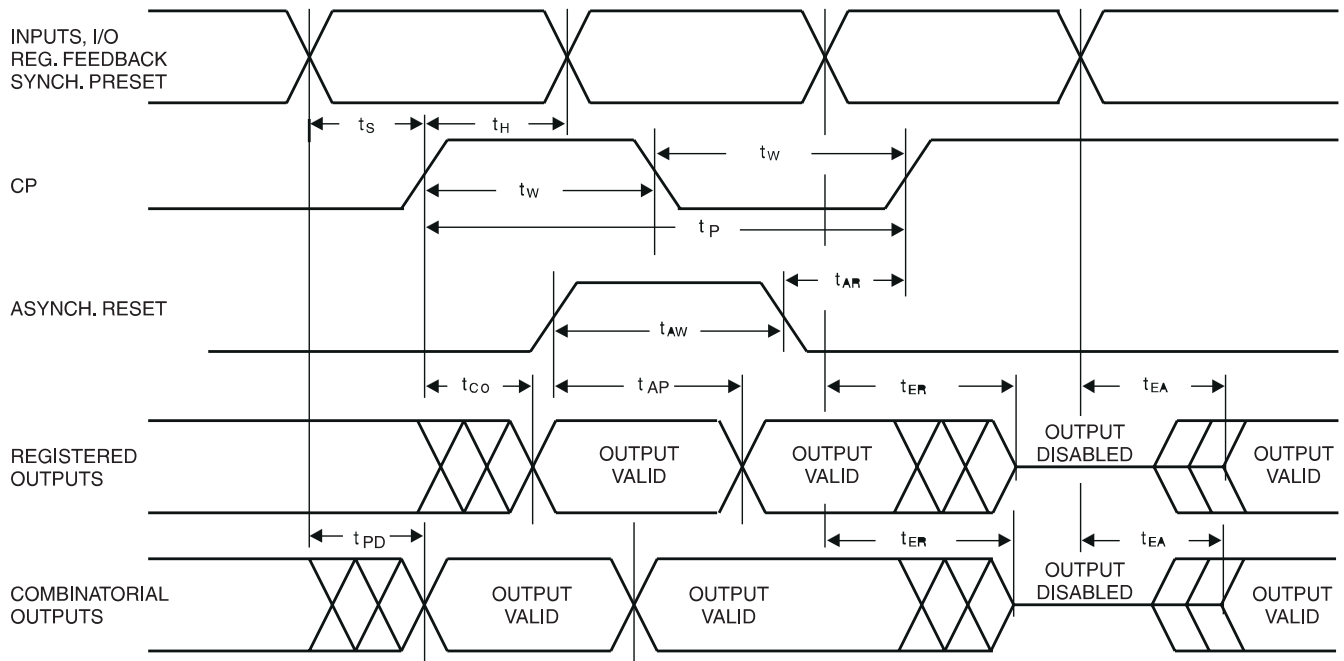 INPUTS, I/O
REG. FEEDBACK
SYNCH. PRESET
tS
tH
tW
CP
tW
tP
tAR
ASYNCH. RESET
tAW
tCO
tAP
tER
tEA
REGISTERED
OUTPUTS
OUTPUT
VALID
OUTPUT
VALID
OUTPUT
DISABLED
OUTPUT
VALID
tPD
tER
tEA
COMBINATORIAL
OUTPUTS
OUTPUT
VALID
OUTPUT
VALID
OUTPUT
DISABLED
OUTPUT
VALID